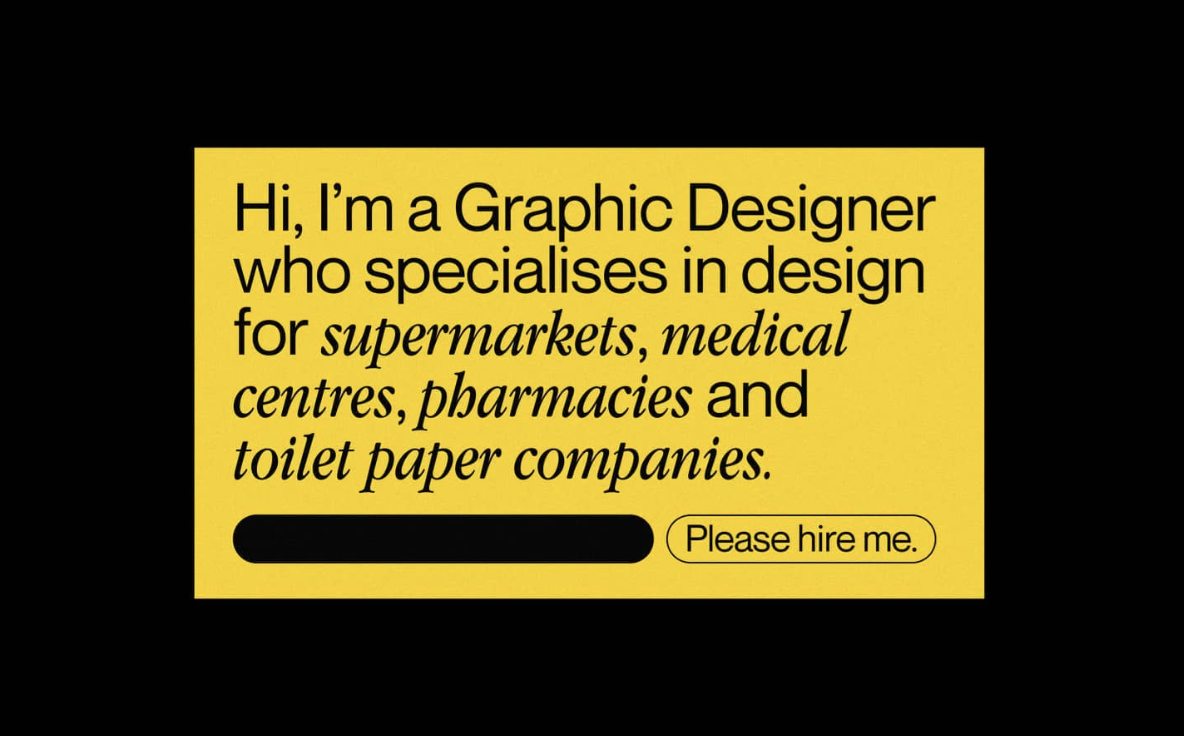 Hi, I’m a Graphic Designer
who specialises in design
for supermarkets, medical
centres, pharmacies and
toilet paper companies.
Please hire me.